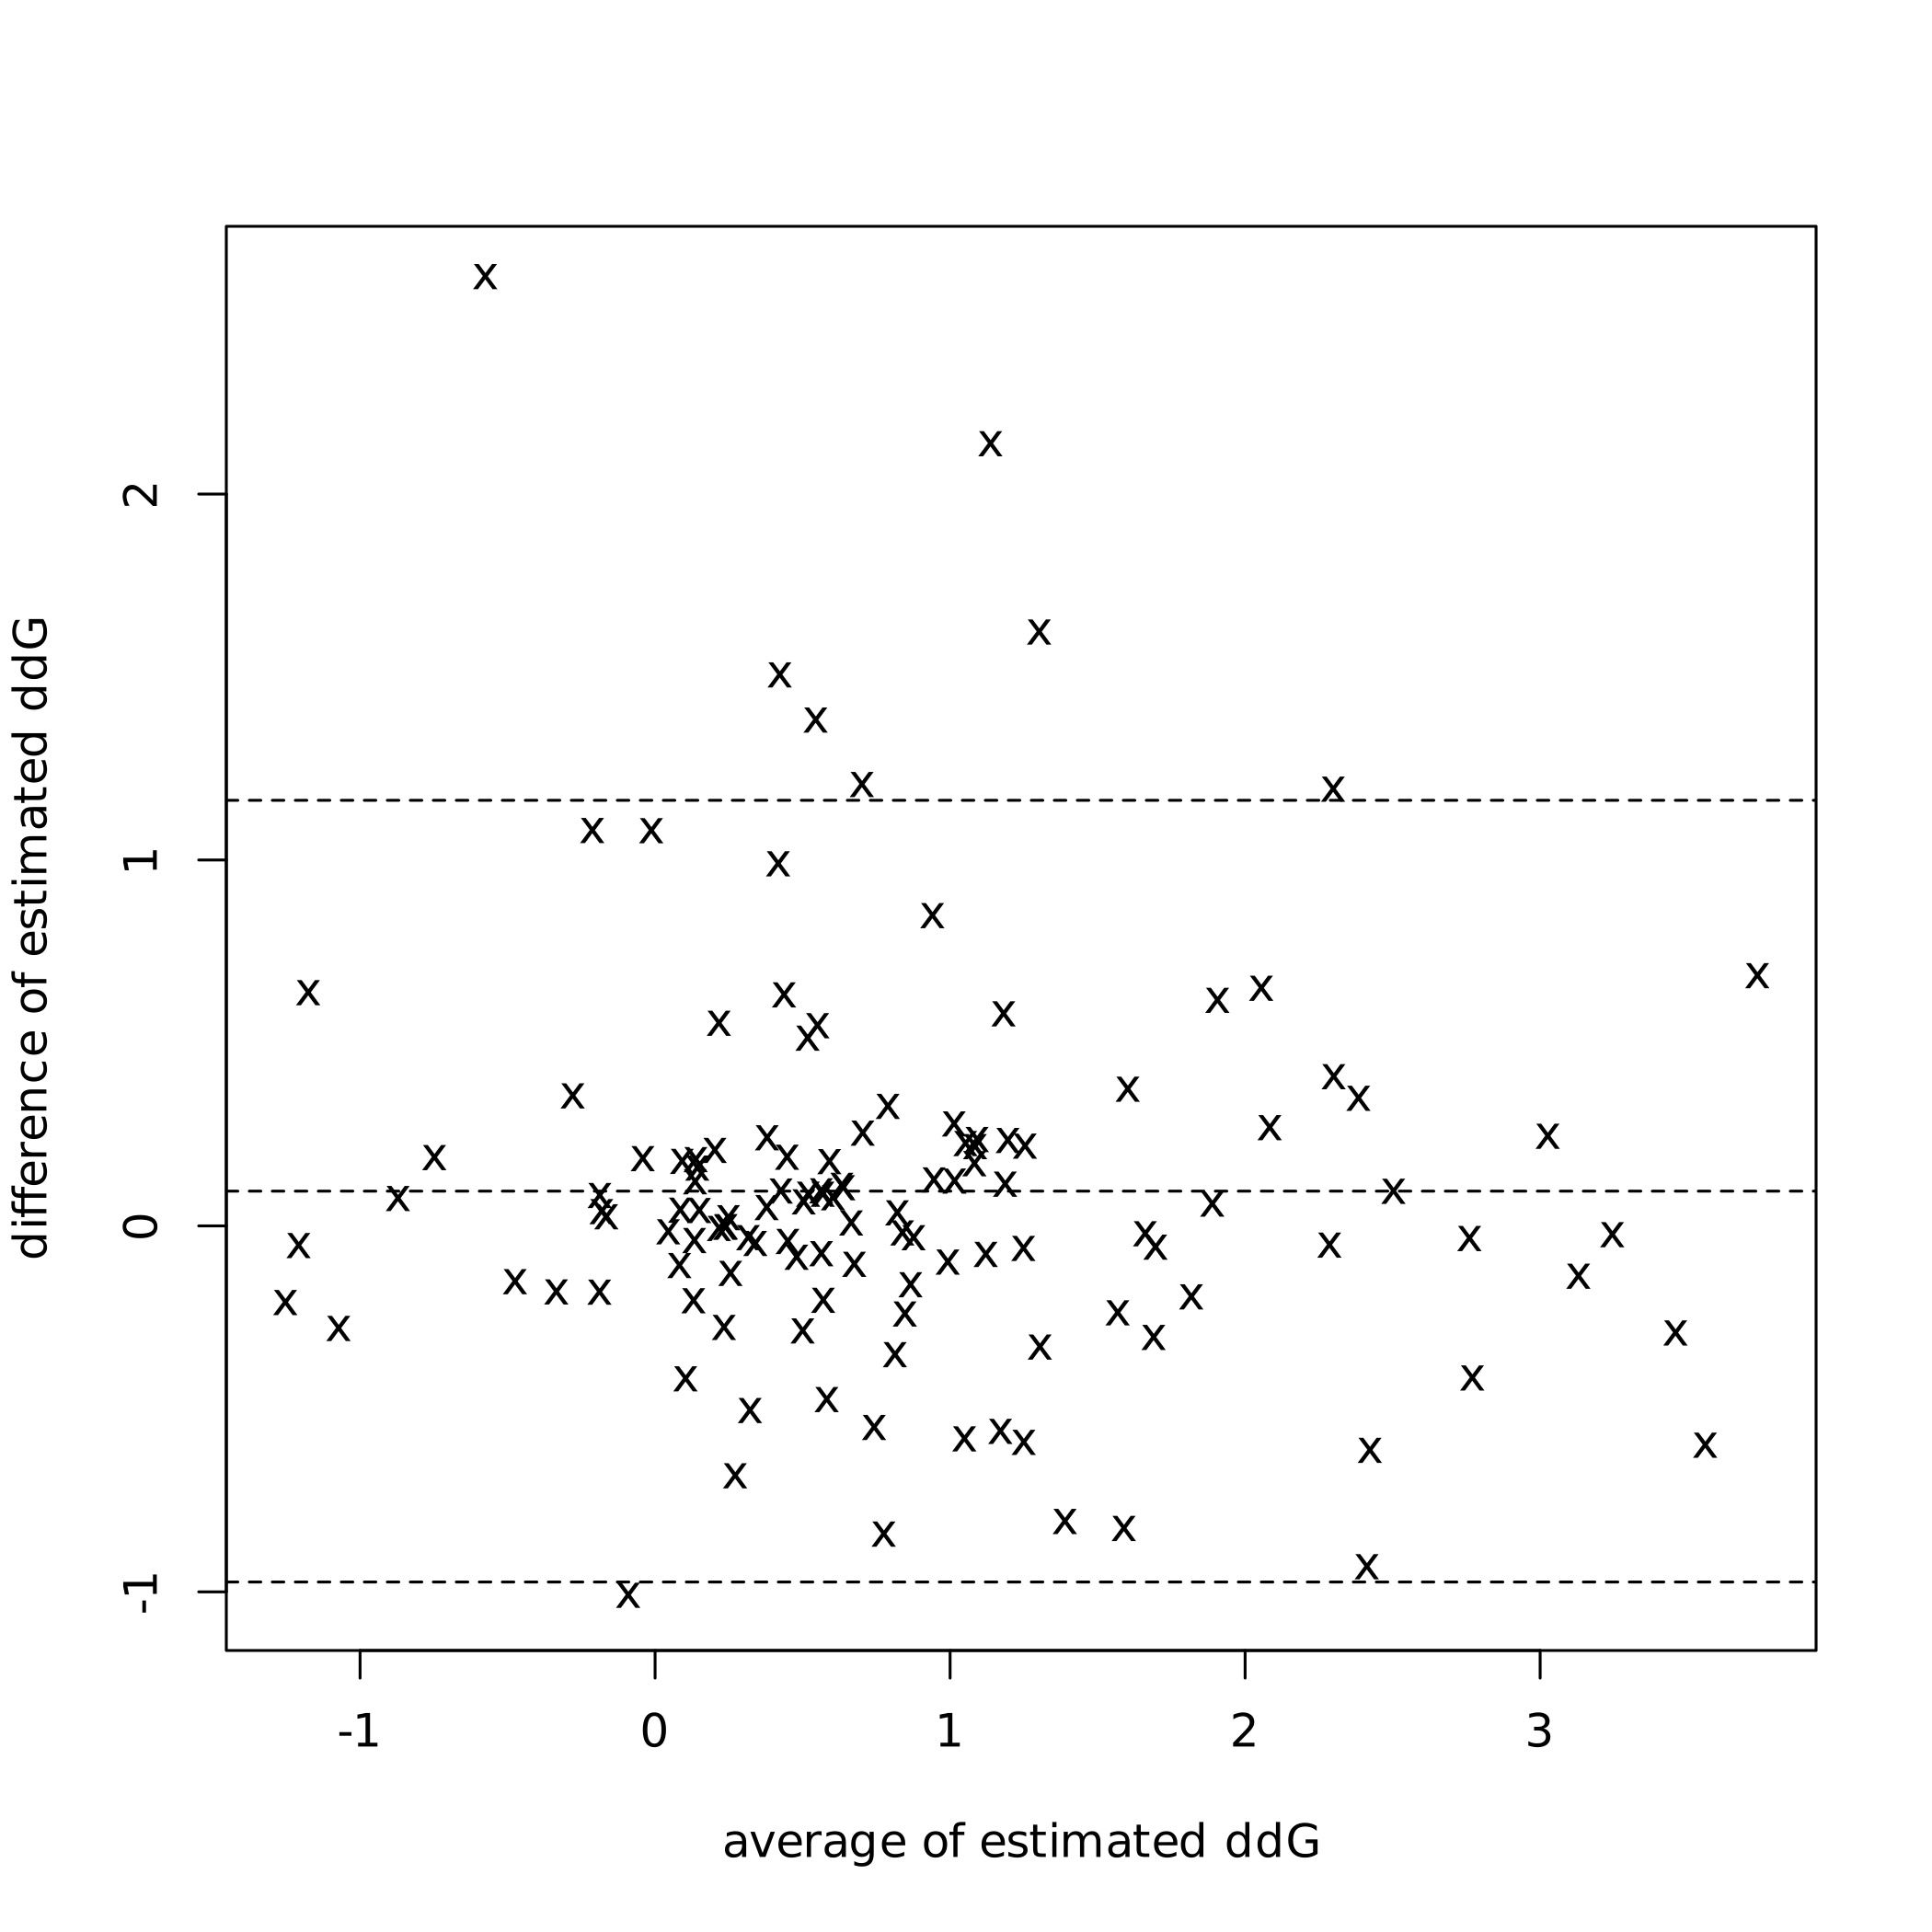 difference of estimated ddG
2
1
0
-1
-1 0 1 2 3
average of estimated ddG